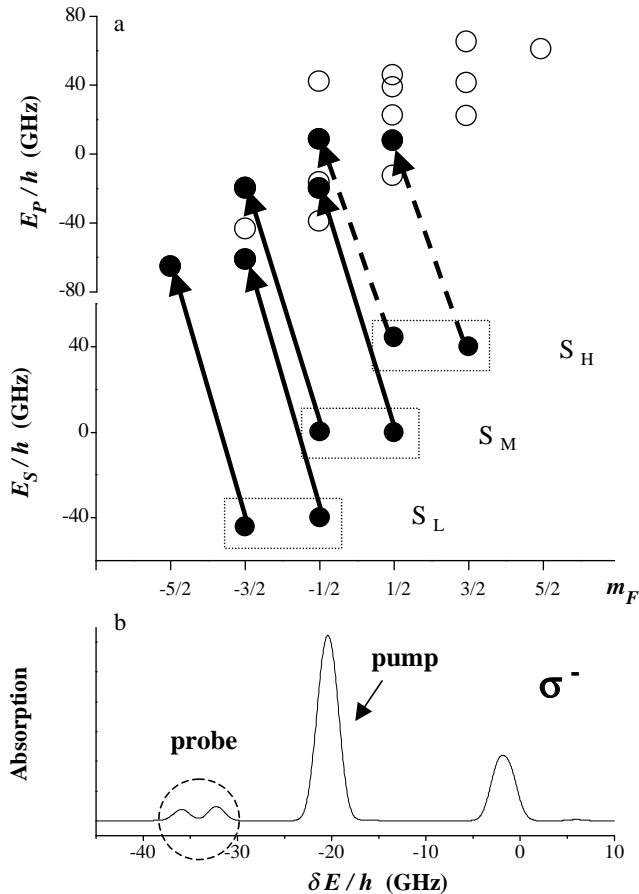 a
80
40
0
-40
-80
E_P/h (GHz)
40
0
-40
E_S/h (GHz)
S_H
S_M
S_L
-5/2 -3/2 -1/2 1/2 3/2 5/2 m_F
b
pump
σ-
probe
Absorption
-40 -30 -20 -10 0 10
δE/h (GHz)